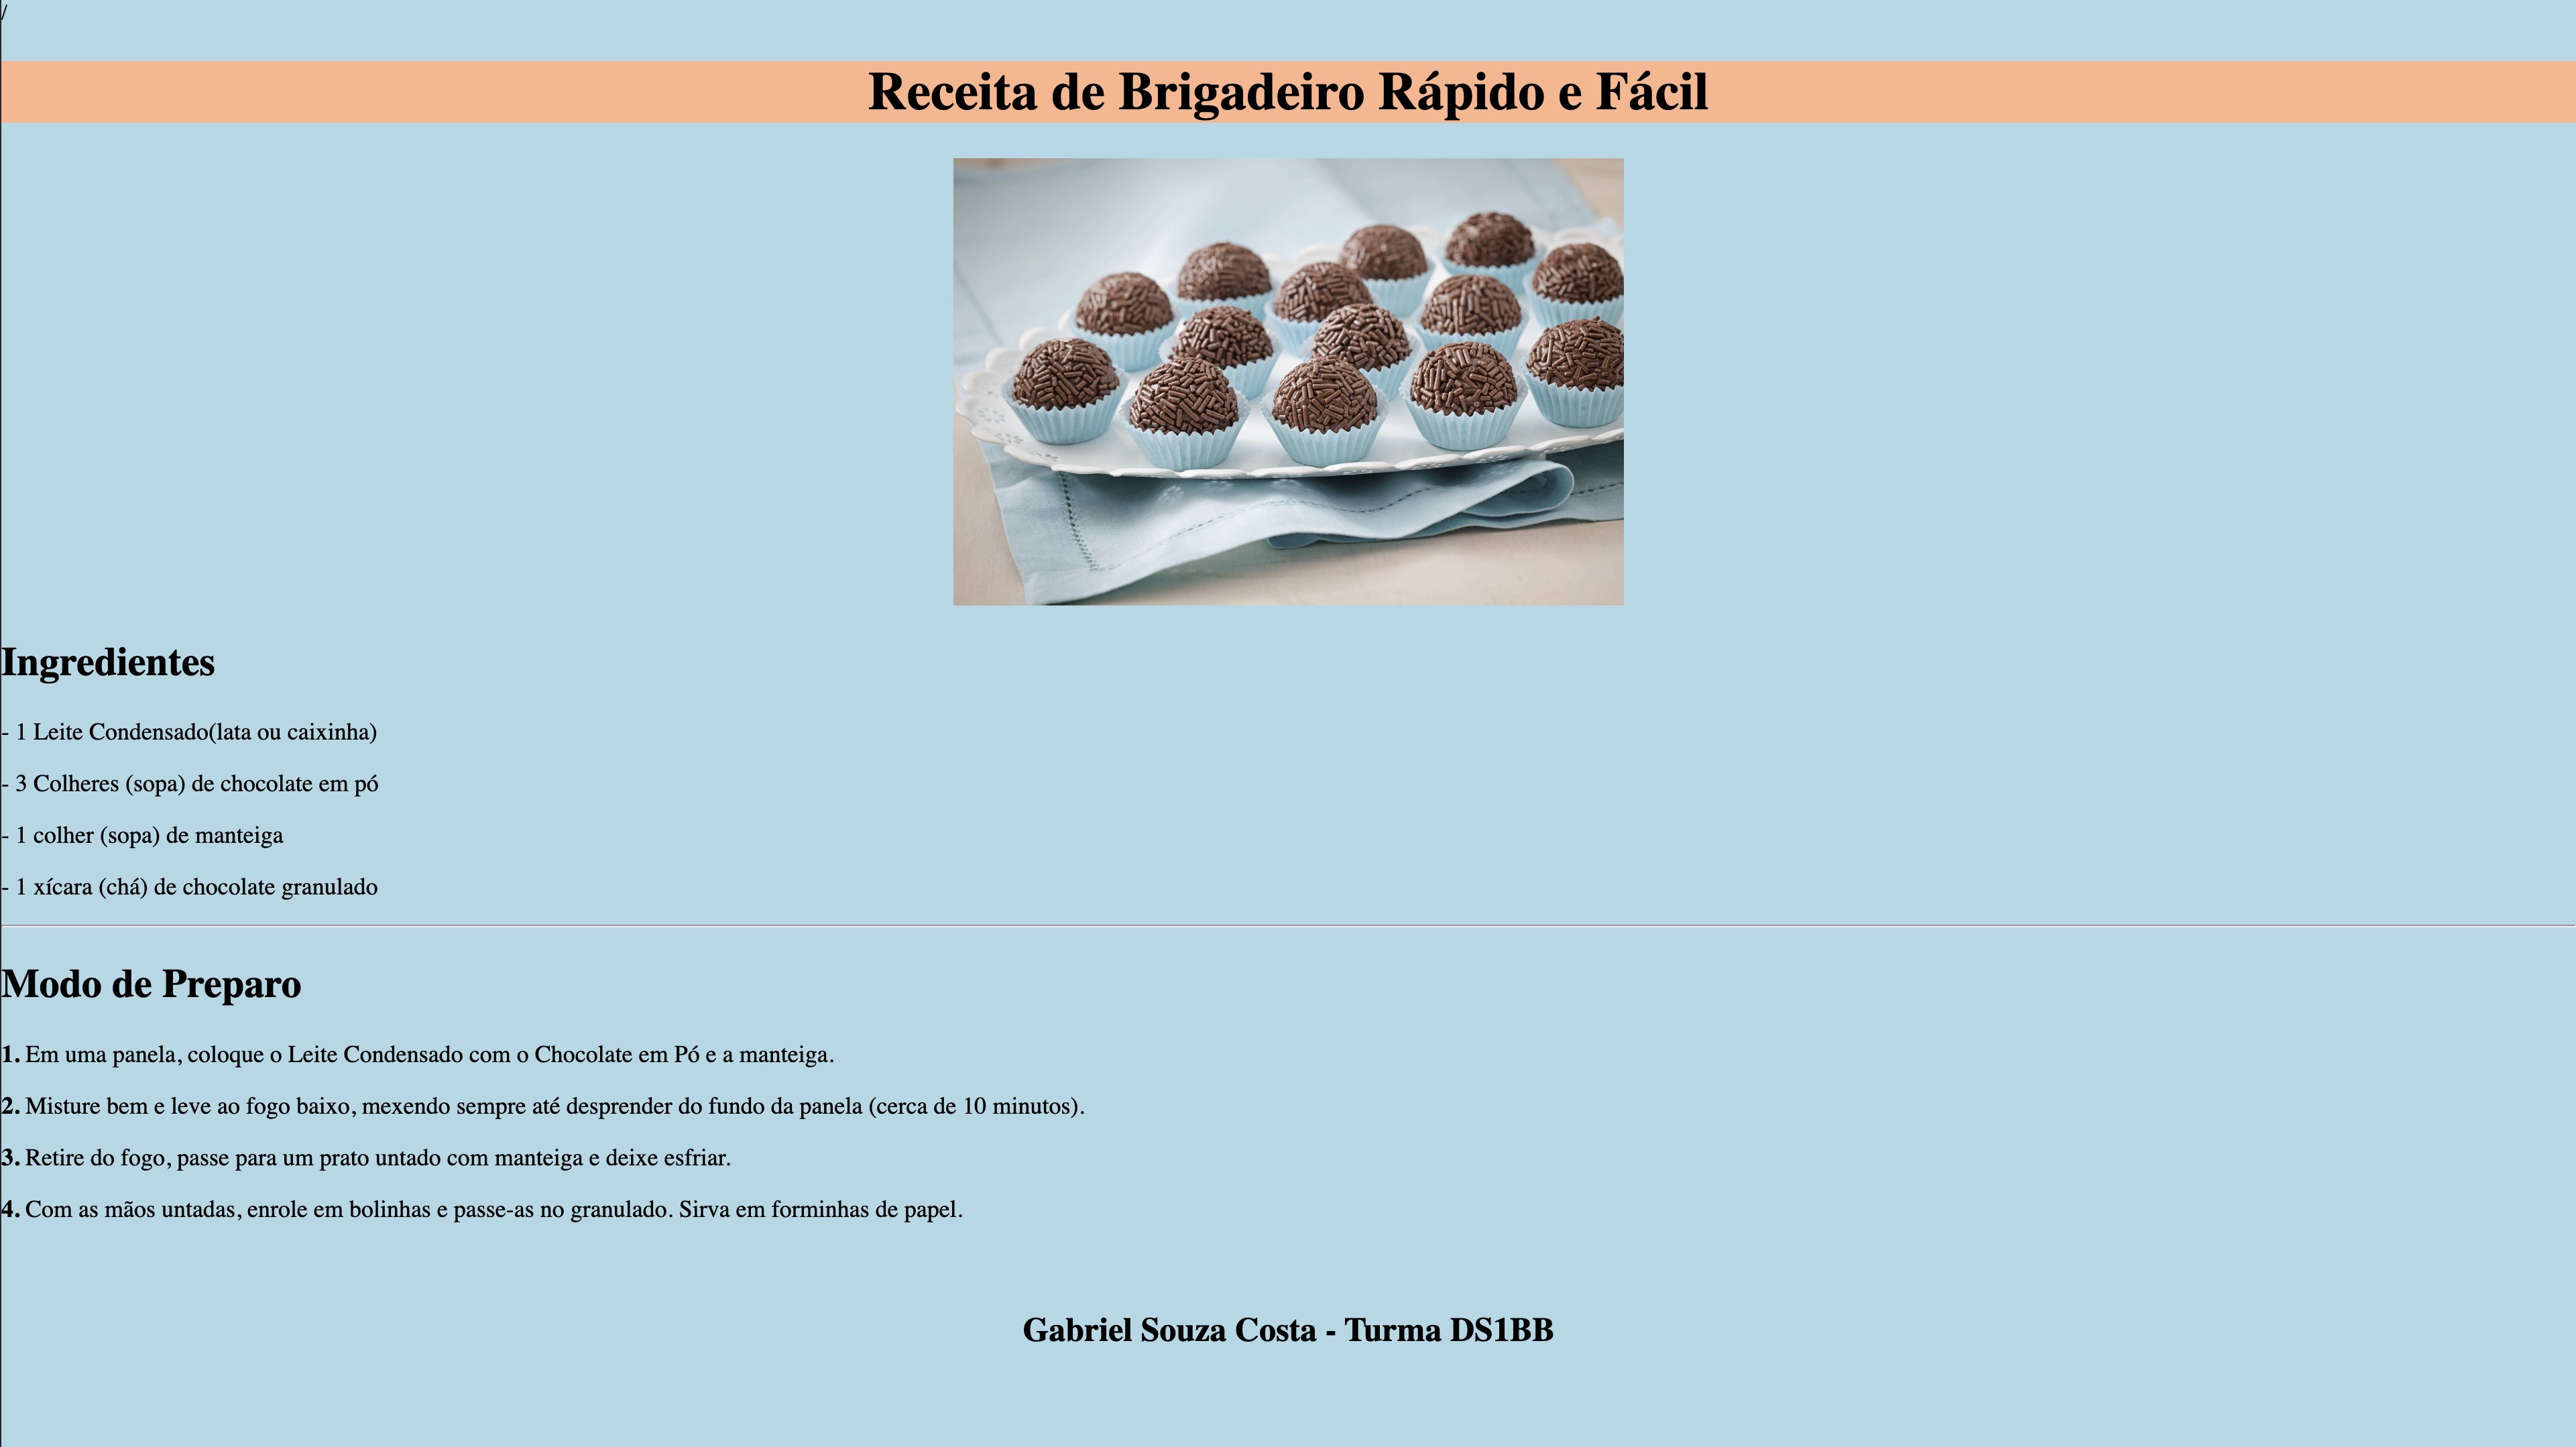 /
Receita de Brigadeiro Rápido e Fácil
Ingredientes
- 1 Leite Condensado(lata ou caixinha)
- 3 Colheres (sopa) de chocolate em pó
- 1 colher (sopa) de manteiga
- 1 xícara (chá) de chocolate granulado
Modo de Preparo
1. Em uma panela, coloque o Leite Condensado com o Chocolate em Pó e a manteiga.
2. Misture bem e leve ao fogo baixo, mexendo sempre até desprender do fundo da panela (cerca de 10 minutos).
3. Retire do fogo, passe para um prato untado com manteiga e deixe esfriar.
4. Com as mãos untadas, enrole em bolinhas e passe-as no granulado. Sirva em forminhas de papel.
Gabriel Souza Costa - Turma DS1BB